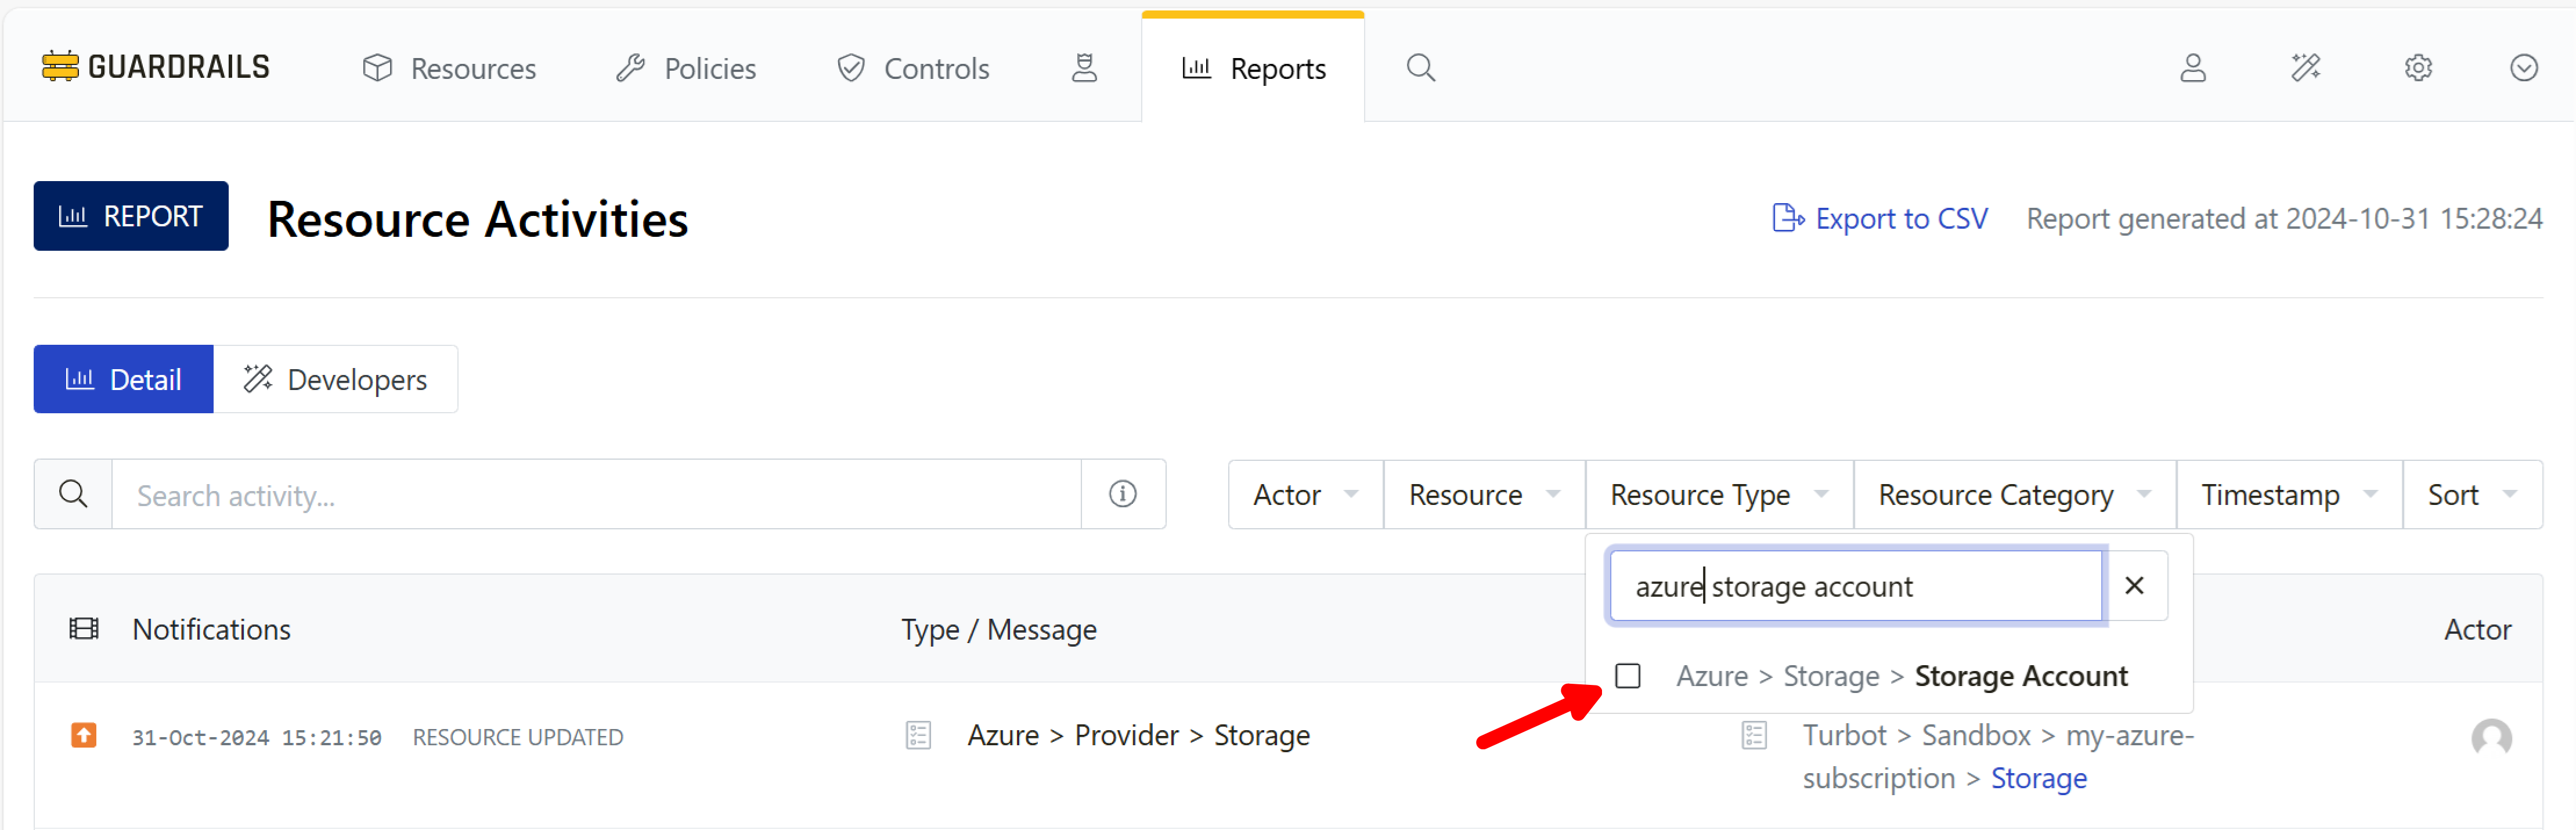 GUARDRAILS Resources Policies Controls Reports
REPORT Resource Activities Export to CSV Report generated at 2024-10-31 15:28:24
Detail Developers
Search activity... Actor Resource Resource Type Resource Category Timestamp Sort
azure storage account
Notifications Type / Message Actor
Azure > Storage > Storage Account
31-Oct-2024 15:21:50 RESOURCE UPDATED Azure > Provider > Storage Turbot > Sandbox > my-azure-
subscription > Storage